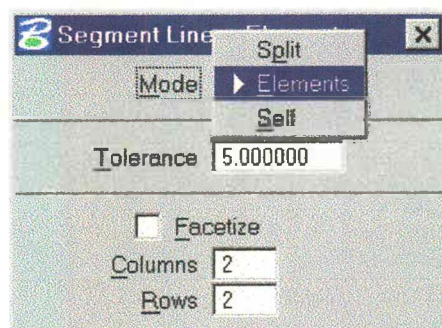 Segment Line
Split
Mode
Elements
Self
Tolerance 5.000000
Facetize
Columns 2
Rows 2